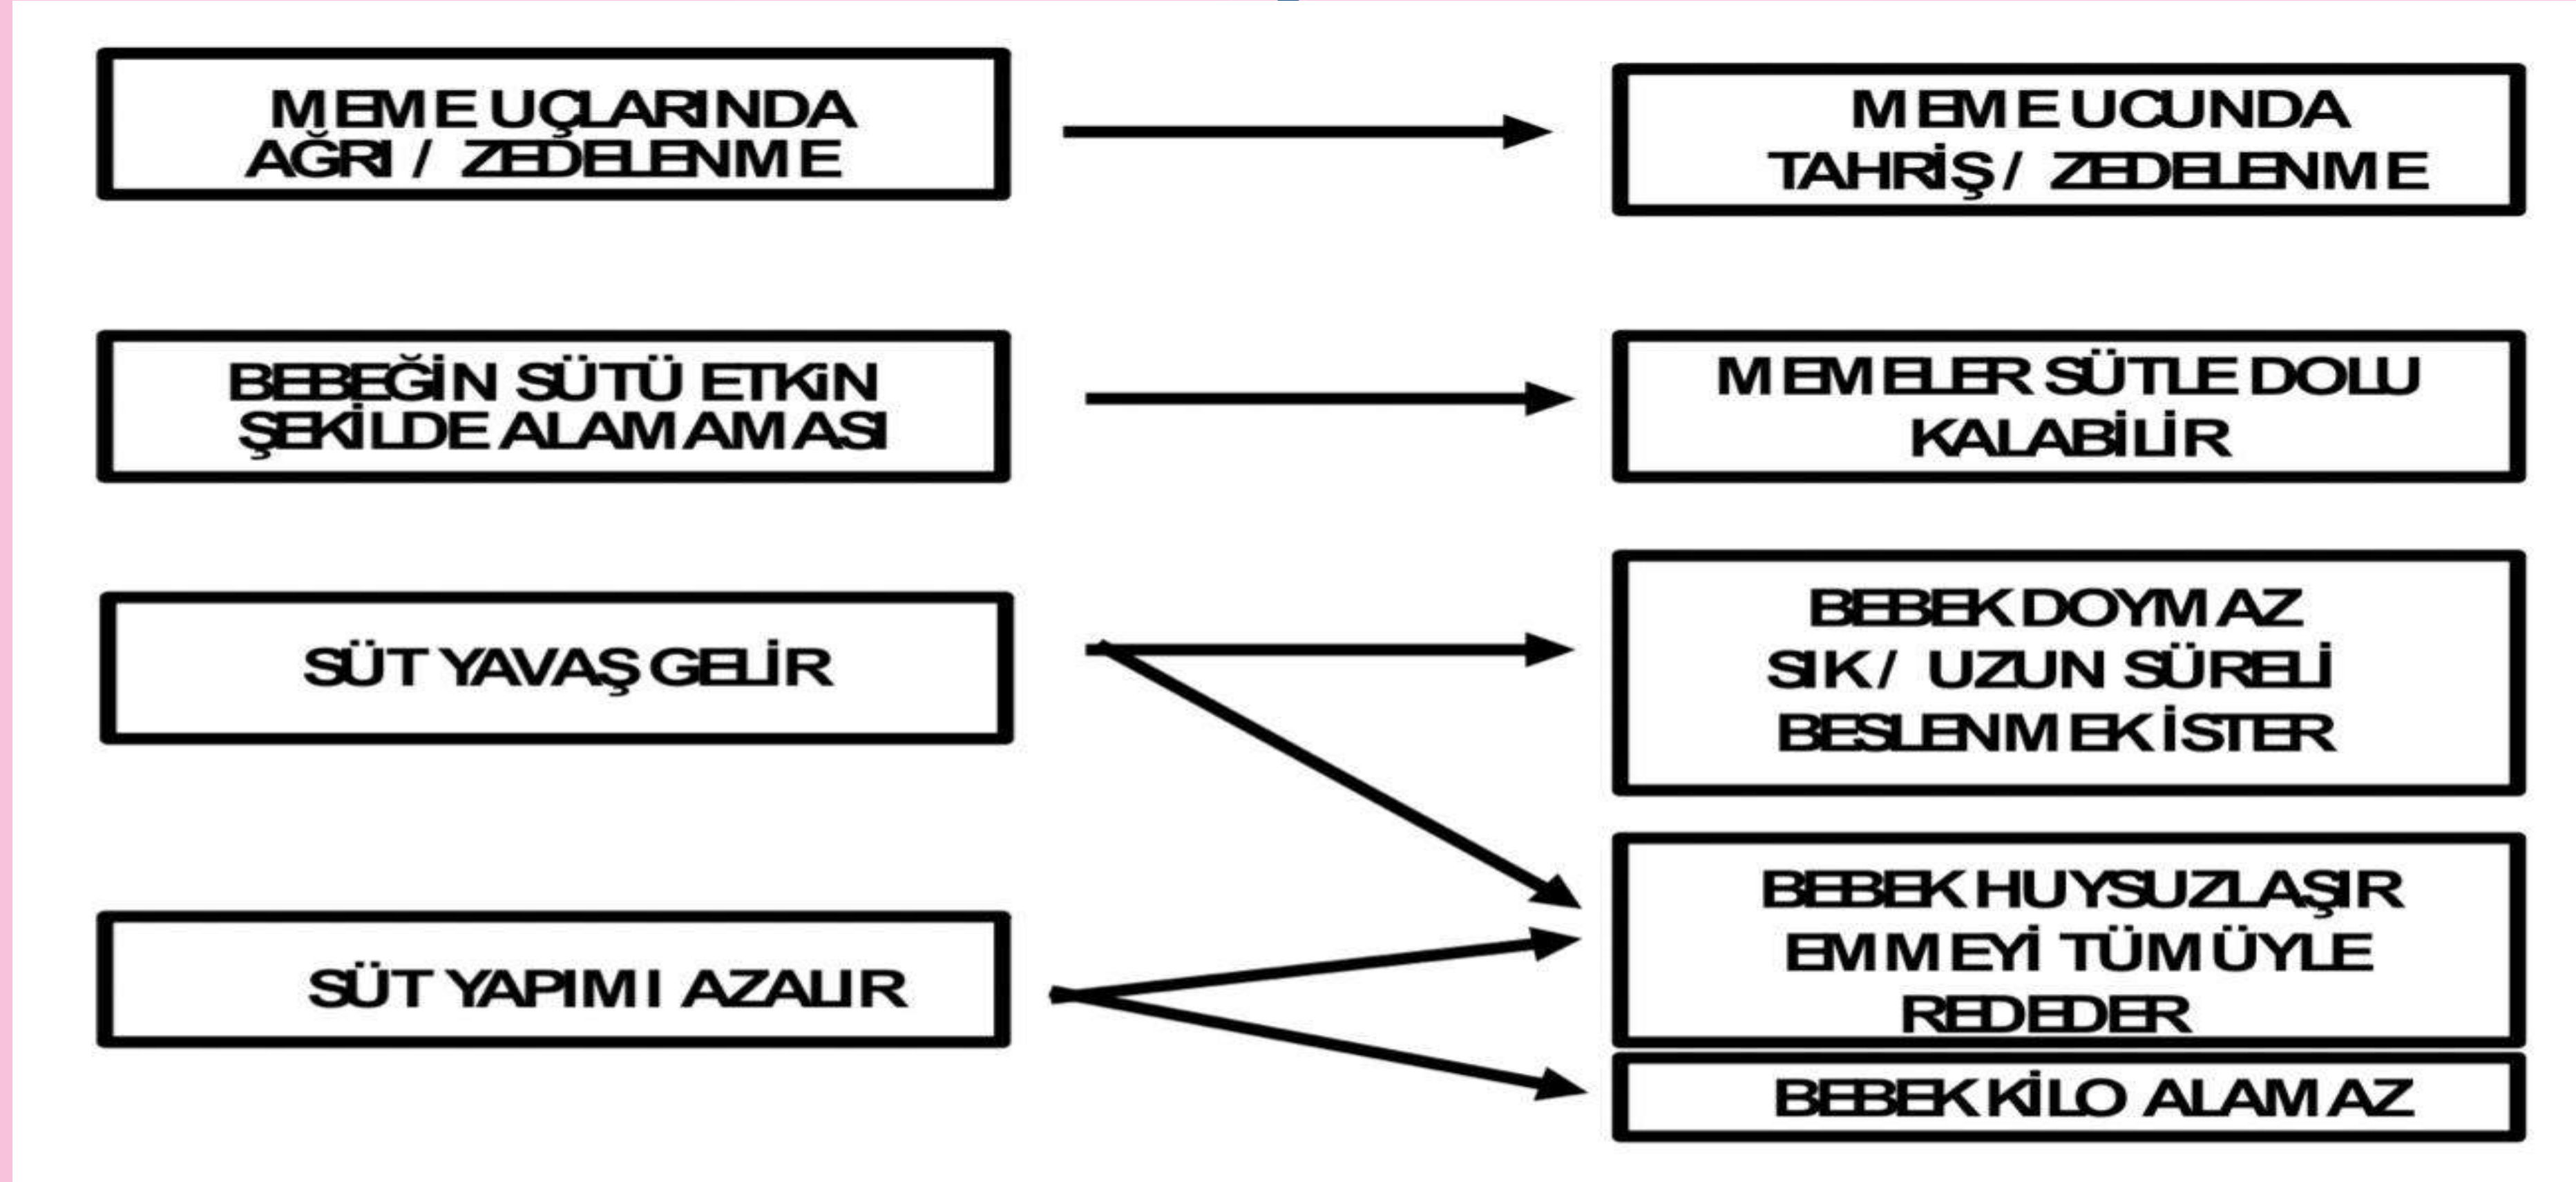 MEME UÇLARINDA
AĞRI / ZEDELENME
MEME UCUNDA
TAHRİŞ / ZEDELENME
BEBEĞİN SÜTÜ ETKiN
ŞEKİLDE ALAMAMASI
MEMELER SÜTLE DOLU
KALABİLİR
SÜT YAVAŞ GELİR
BEBEK DOYMAZ
SIK / UZUN SÜRELİ
BESLENMEK İSTER
SÜT YAPIMI AZALIR
BEBEK HUYSUZLAŞIR
EMMEYİ TÜMÜYLE
REDEDER
BEBEK KİLO ALAMAZ